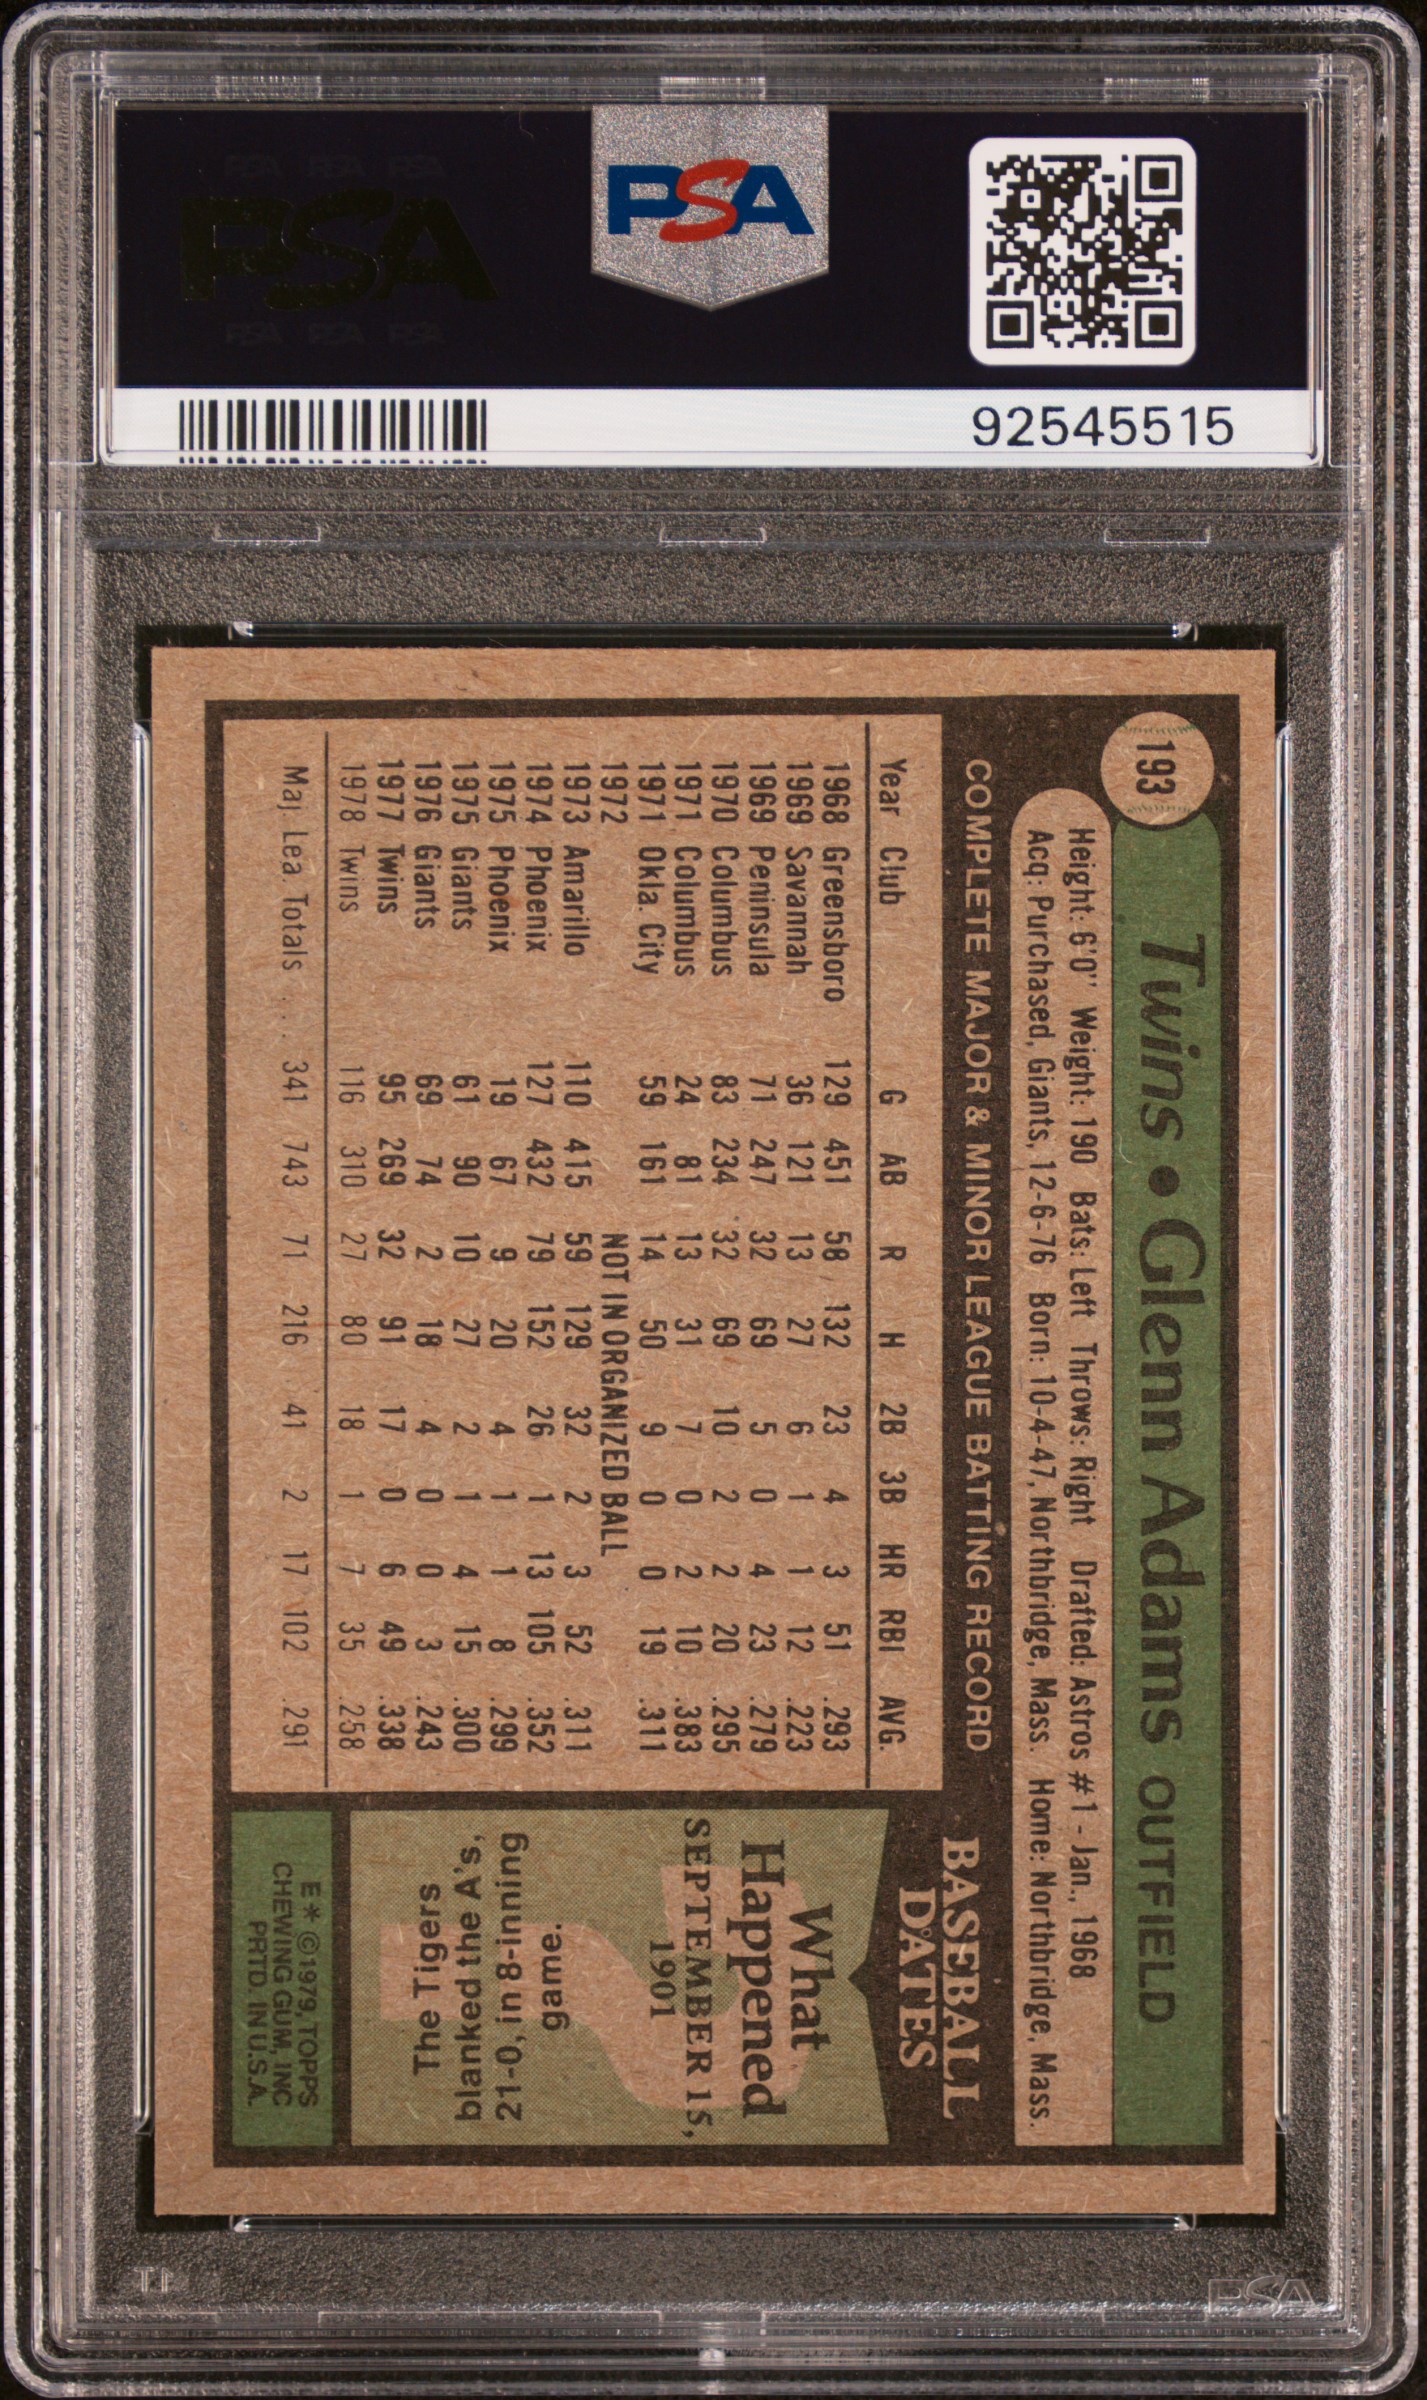 PSA PSA PSA
PSA
PSA PSA PSA
PSA
92545515
193
Twins • Glenn Adams OUTFIELD
Height: 6'0" Weight: 190 Bats: Left Throws: Right Drafted: Astros #1 - Jan., 1968
Acq: Purchased, Giants, 12-6-76 Born: 10-4-47, Northbridge, Mass. Home: Northbridge, Mass.
COMPLETE MAJOR & MINOR LEAGUE BATTING RECORD
Year Club G AB R H 2B 3B HR RBI AVG.
1968 Greensboro 129 451 58 132 23 4 3 51 .293
1969 Savannah 36 121 13 27 6 1 1 12 .223
1969 Peninsula 71 247 32 69 5 0 4 23 .279
1970 Columbus 83 234 32 69 10 2 2 20 .295
1971 Columbus 24 81 13 31 7 0 2 10 .383
1971 Okla. City 59 161 14 50 9 0 0 19 .311
1972 NOT IN ORGANIZED BALL
1973 Amarillo 110 415 59 129 32 2 3 52 .311
1974 Phoenix 127 432 79 152 26 1 13 105 .352
1975 Phoenix 19 67 9 20 4 1 1 8 .299
1975 Giants 61 90 10 27 2 1 4 15 .300
1976 Giants 69 74 2 18 4 0 0 3 .243
1977 Twins 95 269 32 91 17 0 6 49 .338
1978 Twins 116 310 27 80 18 1 7 35 .258
Maj. Lea. Totals . . . 341 743 71 216 41 2 17 102 .291
BASEBALL
DATES
What
Happened
SEPTEMBER 15,
1901
?
The Tigers
blanked the A's,
21-0, in 8-inning
game.
E* ©1979, TOPPS
CHEWING GUM, INC
PRTD. IN U.S.A.
PSA